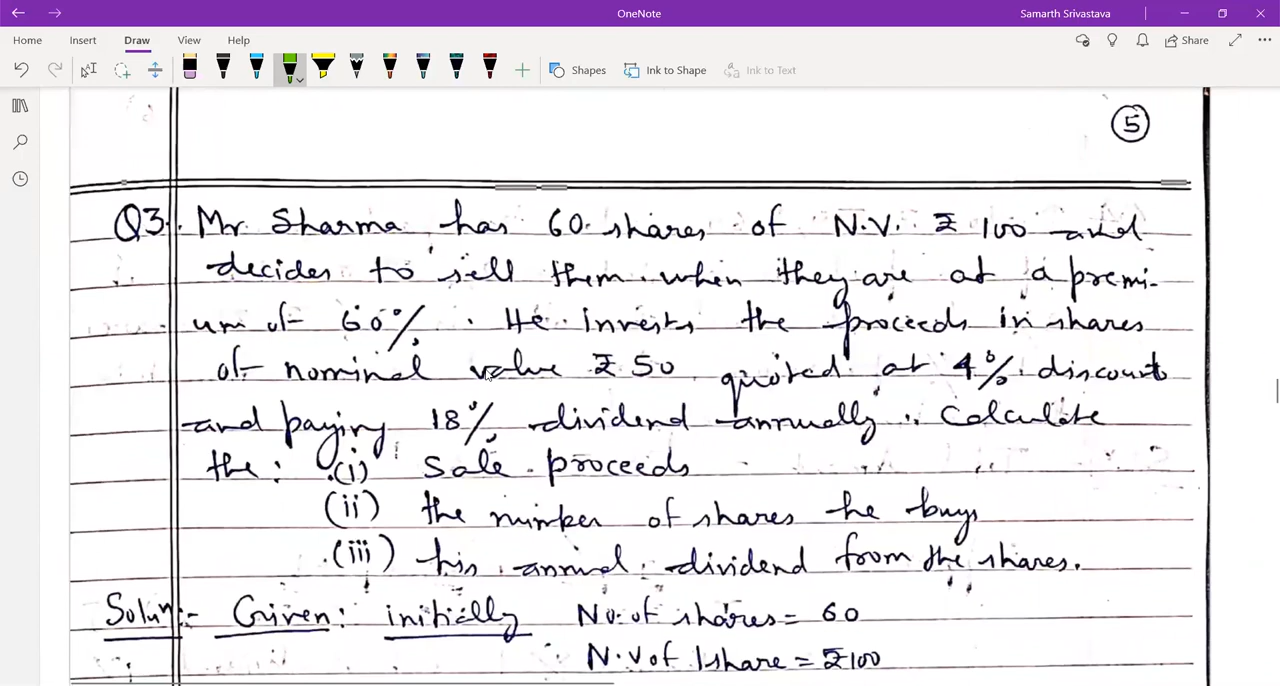 OneNote
Samarth Srivastava
Home Insert Draw View Help
Share
Shapes
Ink to Shape
Ink to Text
5
Q3. Mr. Sharma has 60 shares of N.V. ₹ 100 and
decides to sell them when they are at a premi-
um of 60%. He invests the proceeds in shares
of nominal value ₹ 50 quoted at 4% discount
and paying 18% dividend annually. Calculate
the: (i) Sale proceeds
(ii) the number of shares he buys
(iii) his annual dividend from the shares.
Solun:- Given: initially No. of shares = 60
N.V of 1 share = ₹100